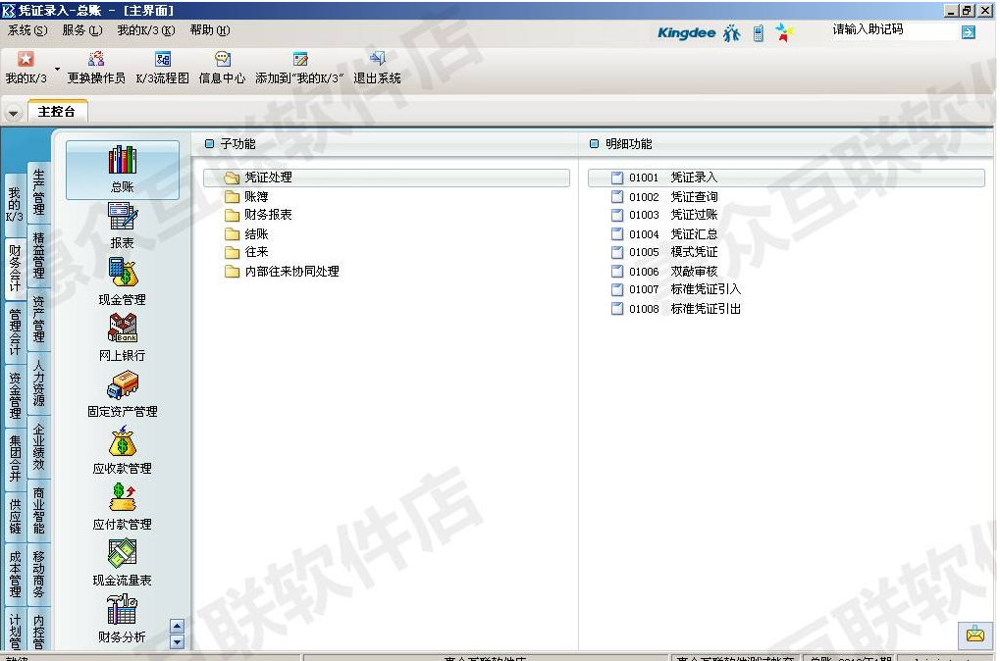 凭证录入-总账 - [主界面]
系统(S) 服务(L) 我的K/3(K) 帮助(H)
Kingdee
请输入助记码
我的K/3 更换操作员 K/3流程图 信息中心 添加到"我的K/3" 退出系统
主控台
我的K/3
财务会计
管理会计
资金管理
集团合并
供应链
成本管理
计划管
生产管理
精益管理
资产管理
人力资源
企业绩效
商业智能
移动商务
内控管
总账
报表
现金管理
网上银行
固定资产管理
应收款管理
应付款管理
现金流量表
财务分析
子功能
凭证处理
账簿
财务报表
结账
往来
内部往来协同处理
明细功能
01001 凭证录入
01002 凭证查询
01003 凭证过账
01004 凭证汇总
01005 模式凭证
01006 双敲审核
01007 标准凭证引入
01008 标准凭证引出
惠众互联软件店